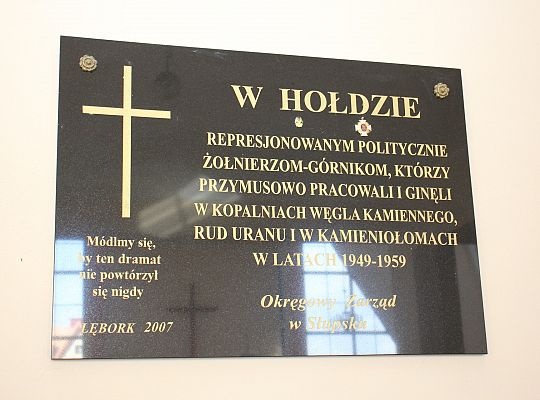 W HOŁDZIE
REPRESJONOWANYM POLITYCZNIE
ŻOŁNIERZOM-GÓRNIKOM, KTÓRZY
PRZYMUSOWO PRACOWALI I GINĘLI
W KOPALNIACH WĘGLA KAMIENNEGO,
RUD URANU I W KAMIENIOŁOMACH
W LATACH 1949-1959
Okręgowy Zarząd
w Słupsku
Módlmy się,
by ten dramat
nie powtórzył
się nigdy
LĘBORK 2007